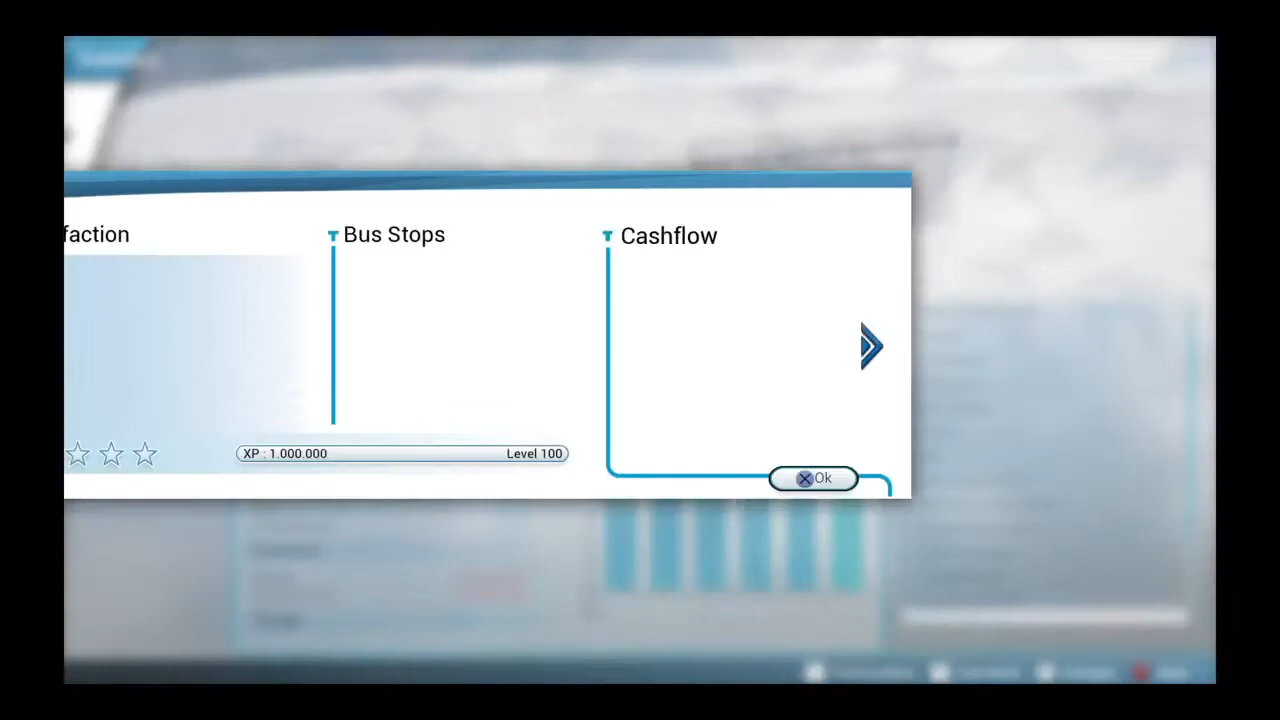 faction
Bus Stops
Cashflow
XP : 1.000.000
Level 100
Ok